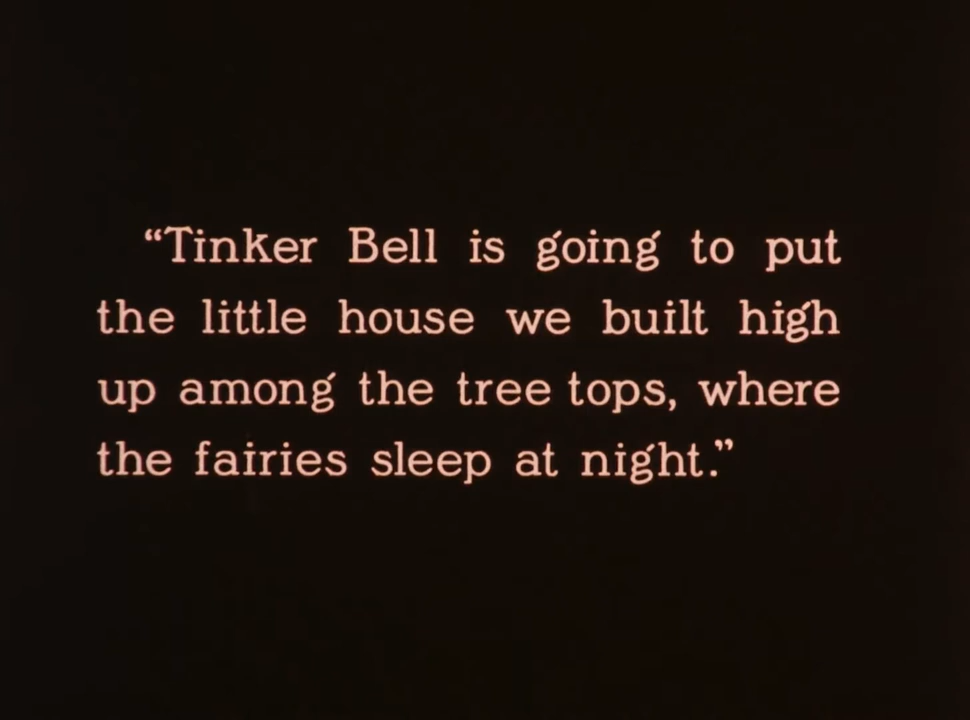 “Tinker Bell is going to put
the little house we built high
up among the tree tops, where
the fairies sleep at night.”